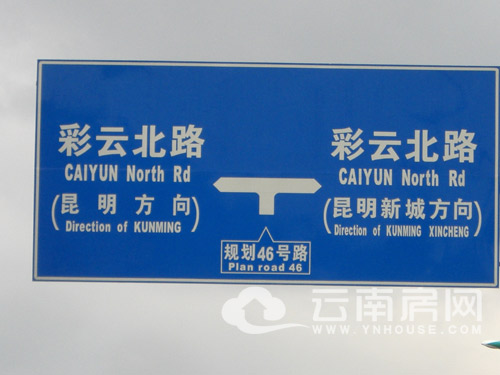 彩云北路
CAIYUN North Rd
(昆明方向)
Direction of KUNMING
彩云北路
CAIYUN North Rd
(昆明新城方向)
Direction of KUNMING XINCHENG
规划46号路
Plan road 46
云南房网
WWW.YNHOUSE.COM